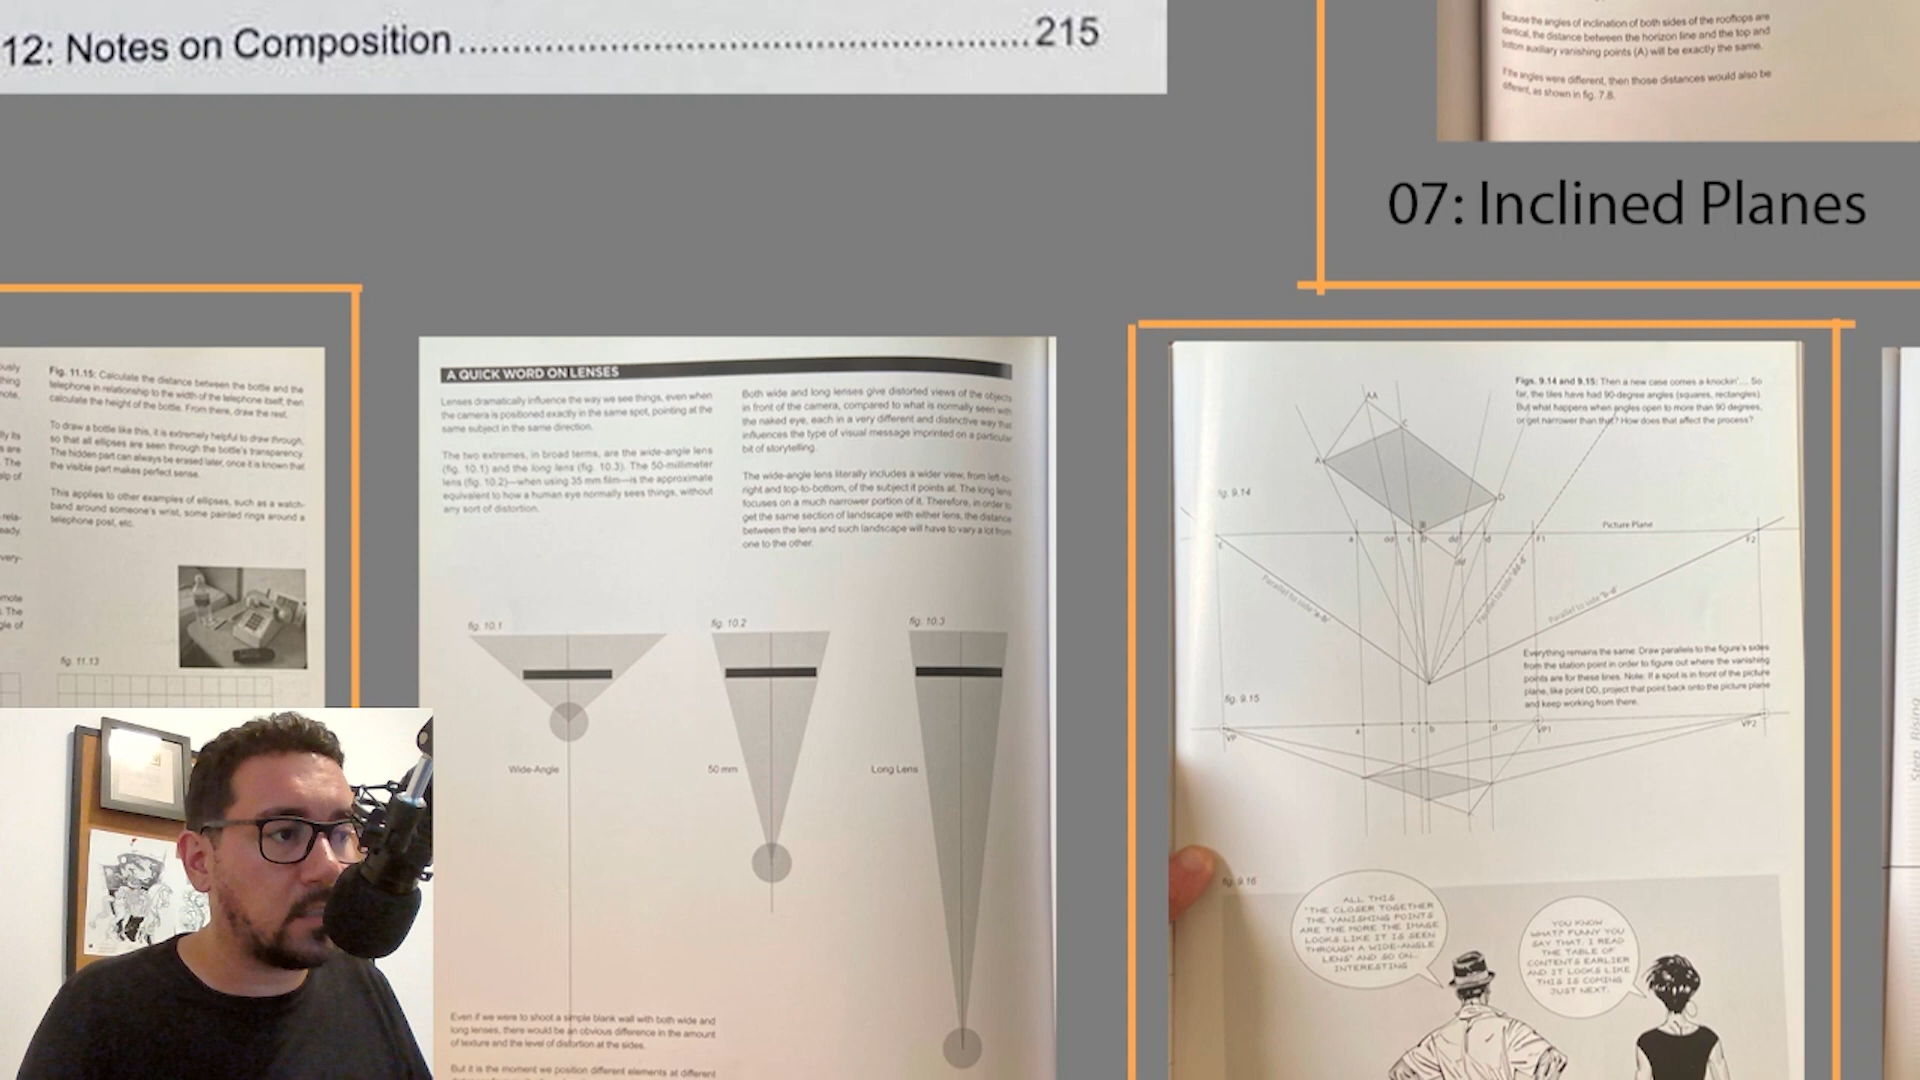 12: Notes on Composition........................................................215
Because the angles of inclination of both sides of the rooftops are
identical, the distance between the horizon line and the top and
bottom auxiliary vanishing points (A) will be exactly the same.
If the angles were different, then those distances would also be
different, as shown in fig. 7.8.
07: Inclined Planes
Fig. 11.15: Calculate the distance between the bottle and the
telephone in relationship to the width of the telephone itself, then
calculate the height of the bottle. From there, draw the rest.
To draw a bottle like this, it is extremely helpful to draw through,
so that all ellipses are seen through the bottle's transparency.
The hidden part can always be erased later, once it is known that
the visible part makes perfect sense.
This applies to other examples of ellipses, such as a watch-
band around someone's wrist, some painted rings around a
telephone post, etc.
fig. 11.13
A QUICK WORD ON LENSES
Lenses dramatically influence the way we see things, even when
the camera is positioned exactly in the same spot, pointing at the
same subject in the same direction.
The two extremes, in broad terms, are the wide-angle lens
(fig. 10.1) and the long lens (fig. 10.3). The 50-millimeter
lens (fig. 10.2)—when using 35 mm film—is the approximate
equivalent to how a human eye normally sees things, without
any sort of distortion.
Both wide and long lenses give distorted views of the objects
in front of the camera, compared to what is normally seen with
the naked eye, each in a very different and distinctive way that
influences the type of visual message imprinted on a particular
bit of storytelling.
The wide-angle lens literally includes a wider view, from left-to-
right and top-to-bottom, of the subject it points at. The long lens
focuses on a much narrower portion of it. Therefore, in order to
get the same section of landscape with either lens, the distance
between the lens and such landscape will have to vary a lot from
one to the other.
fig. 10.1
fig. 10.2
fig. 10.3
Wide-Angle
50 mm
Long Lens
Even if we were to shoot a simple blank wall with both wide and
long lenses, there would be an obvious difference in the amount
of texture and the level of distortion at the sides.
But it is the moment we position different elements at different
Figs. 9.14 and 9.15: Then a new case comes a-knockin'... So
far, the tiles have had 90-degree angles (squares, rectangles).
But what happens when angles open to more than 90 degrees,
or get narrower than that? How does that affect the process?
fig. 9.14
AA
C
A
D
B
Picture Plane
a
c
d
F1
F2
Parallel to side "a-b"
Parallel to side "b-d"
Everything remains the same: Draw parallels to the figure's sides
from the station point in order to figure out where the vanishing
points are for these lines. Note: If a spot is in front of the picture
plane, like point DD, project that point back onto the picture plane
and keep working from there.
fig. 9.15
VP
a
c
b
d
VP1
VP2
fig. 9.16
ALL THIS
"THE CLOSER TOGETHER
THE VANISHING POINTS
ARE THE MORE THE IMAGE
LOOKS LIKE IT IS SEEN
THROUGH A WIDE-ANGLE
LENS" AND SO ON...
INTERESTING
YOU KNOW
WHAT? FUNNY YOU
SAY THAT. I READ
THE TABLE OF
CONTENTS EARLIER
AND IT LOOKS LIKE
THIS IS COMING
JUST NEXT.